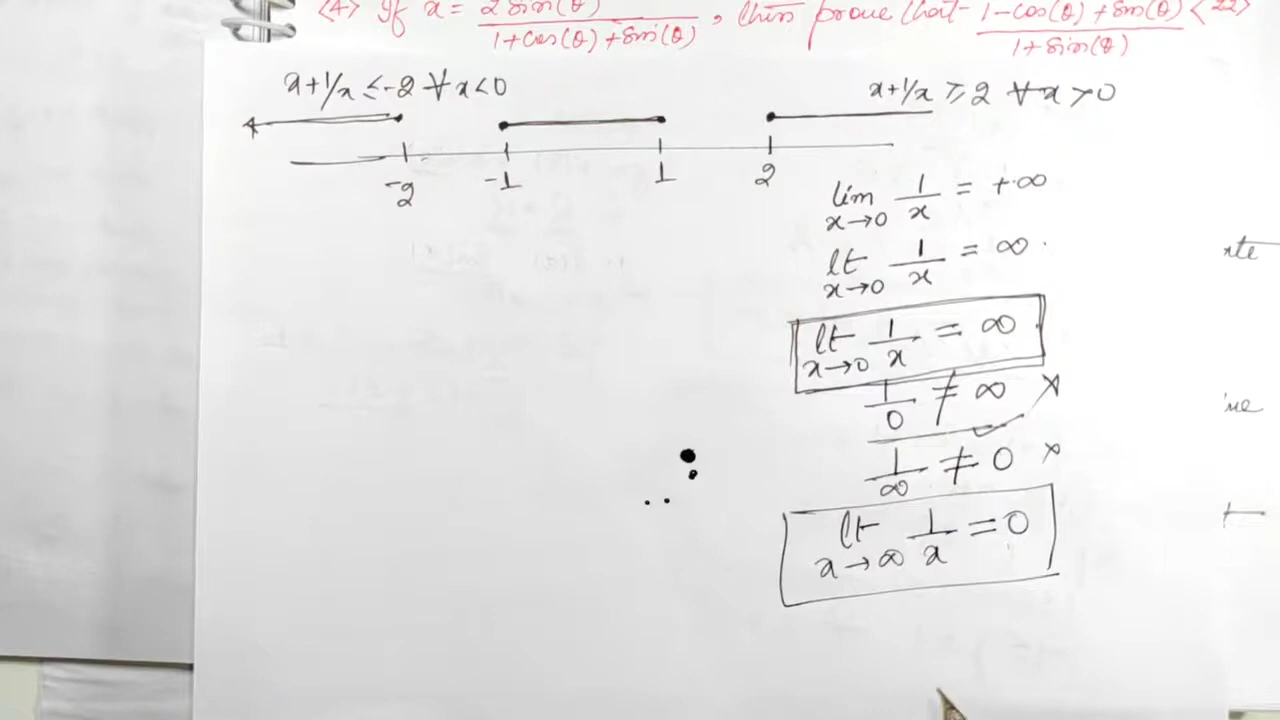 <4> If x = 2 sin(θ) / 1+cos(θ)+sin(θ) , then prove that 1-cos(θ)+sin(θ) / 1+sin(θ)
x+1/x ≤ -2 ∀ x<0
x+1/x ≥ 2 ∀ x > 0
-2 -1 1 2
lim x→0 1/x = +∞
lt x→0 1/x = ∞
lt x→0 1/x = ∞
1/0 ≠ ∞ ×
1/∞ ≠ 0 ×
lt x→∞ 1/x = 0